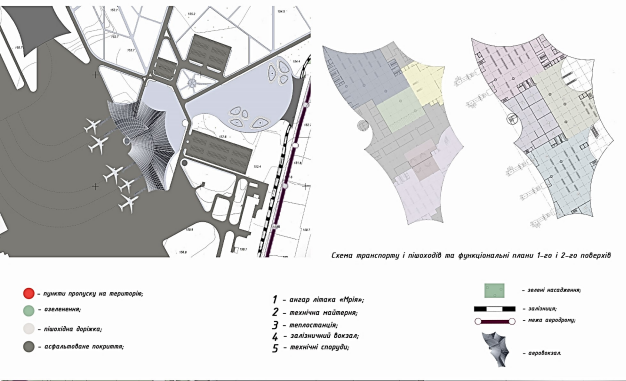 Схема транспорту і пішоходів та функціональні плани 1-го і 2-го поверхів
- пункти пропуску на територію;
- озеленення;
- пішохідна доріжка;
- асфальтоване покриття;
1 - ангар літака «Мрія»;
2 - технічна майстерня;
3 - теплостанція;
4 - залізничний вокзал;
5 - технічні споруди;
- зелені насадження;
- залізниця;
- межа аеродрому;
- аеровокзал.